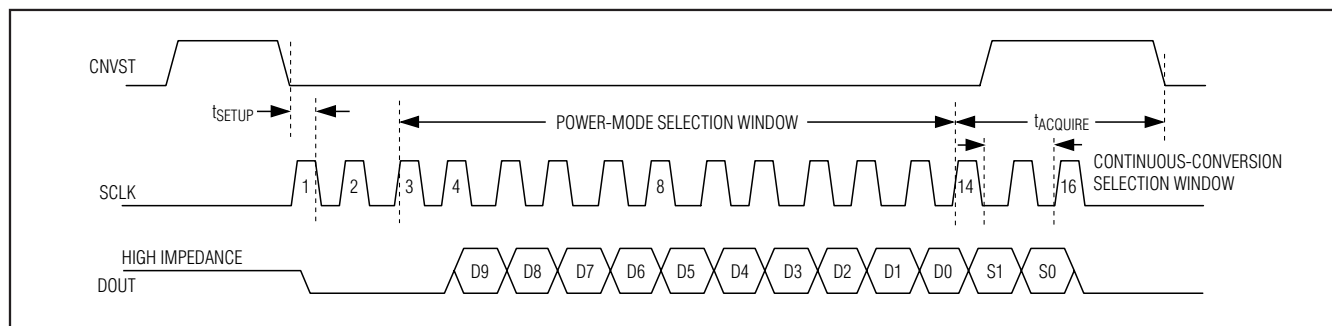 CNVST
tSETUP
POWER-MODE SELECTION WINDOW
tACQUIRE
CONTINUOUS-CONVERSION
SELECTION WINDOW
SCLK
1 2 3 4 8 14 16
HIGH IMPEDANCE
DOUT
D9 D8 D7 D6 D5 D4 D3 D2 D1 D0 S1 S0